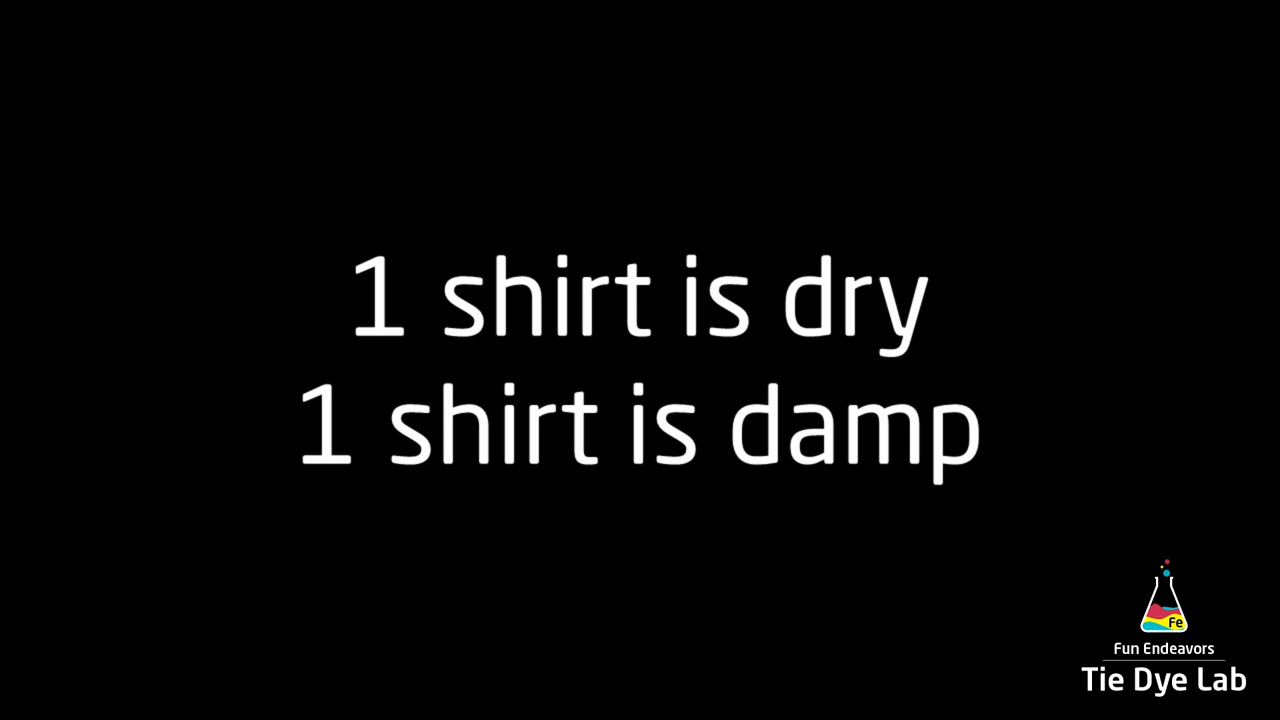 1 shirt is dry
1 shirt is damp
Fe
Fun Endeavors
Tie Dye Lab